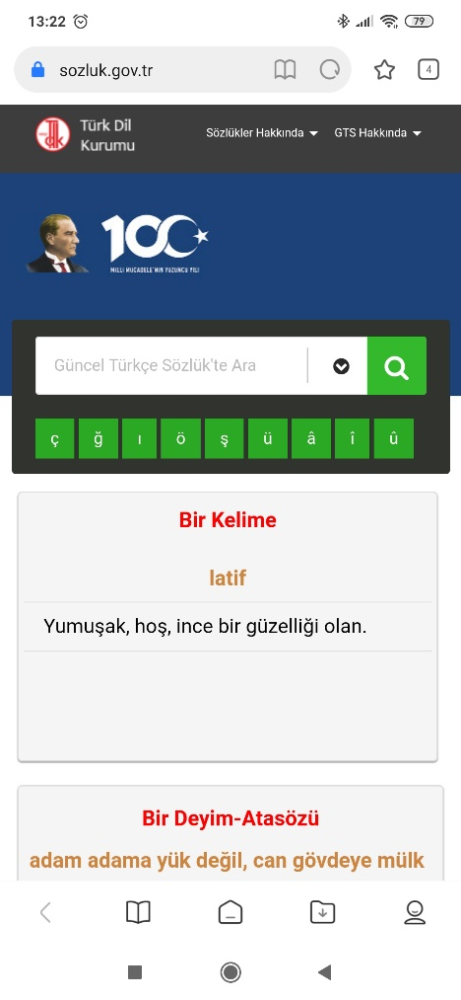 13:22
79
sozluk.gov.tr
4
Türk Dil
Kurumu
Sözlükler Hakkında
GTS Hakkında
100
MİLLİ MÜCADELE'NİN YÜZÜNCÜ YILI
Güncel Türkçe Sözlük'te Ara
ç ğ ı ö ş ü â î û
Bir Kelime
latif
Yumuşak, hoş, ince bir güzelliği olan.
Bir Deyim-Atasözü
adam adama yük değil, can gövdeye mülk